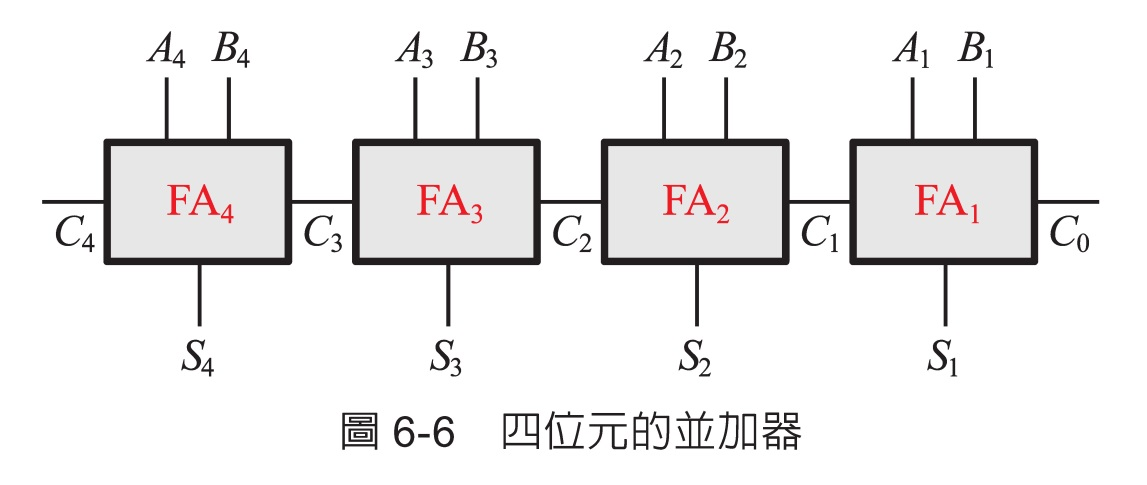 A₄ B₄ A₃ B₃ A₂ B₂ A₁ B₁
FA₄ FA₃ FA₂ FA₁
C₄ C₃ C₂ C₁ C₀
S₄ S₃ S₂ S₁
圖 6-6 四位元的並加器